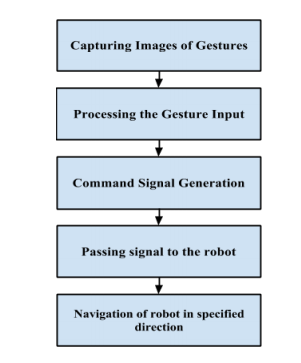 Capturing Images of Gestures
Processing the Gesture Input
Command Signal Generation
Passing signal to the robot
Navigation of robot in specified
direction